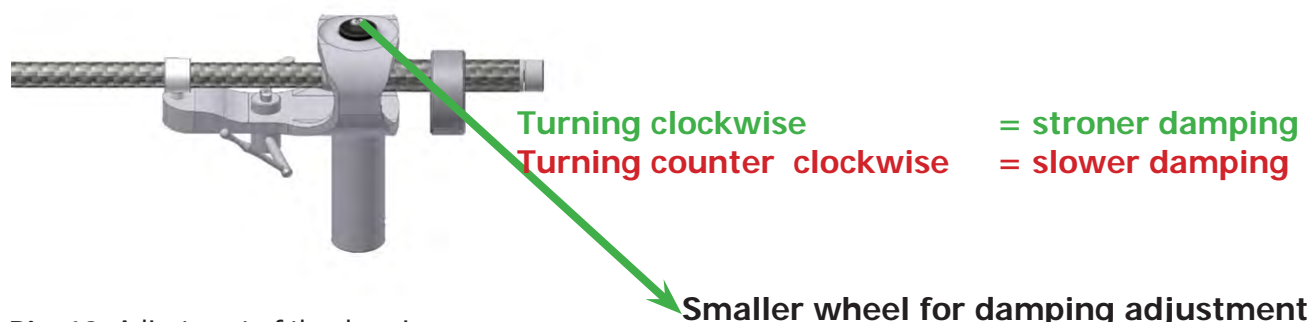 Turning clockwise = stroner damping
Turning counter clockwise = slower damping
Smaller wheel for damping adjustment